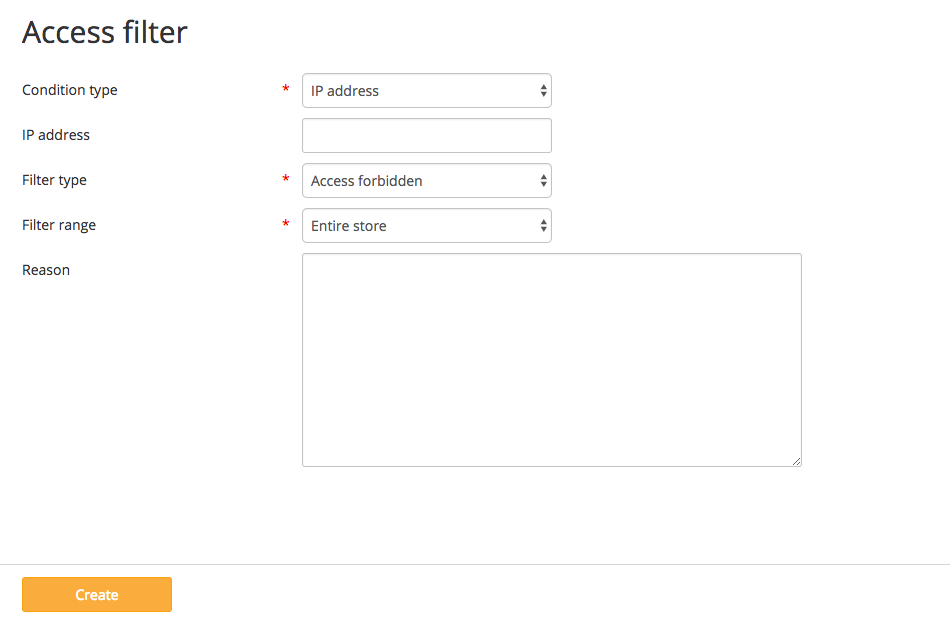 Access filter
Condition type * IP address
IP address
Filter type * Access forbidden
Filter range * Entire store
Reason
Create